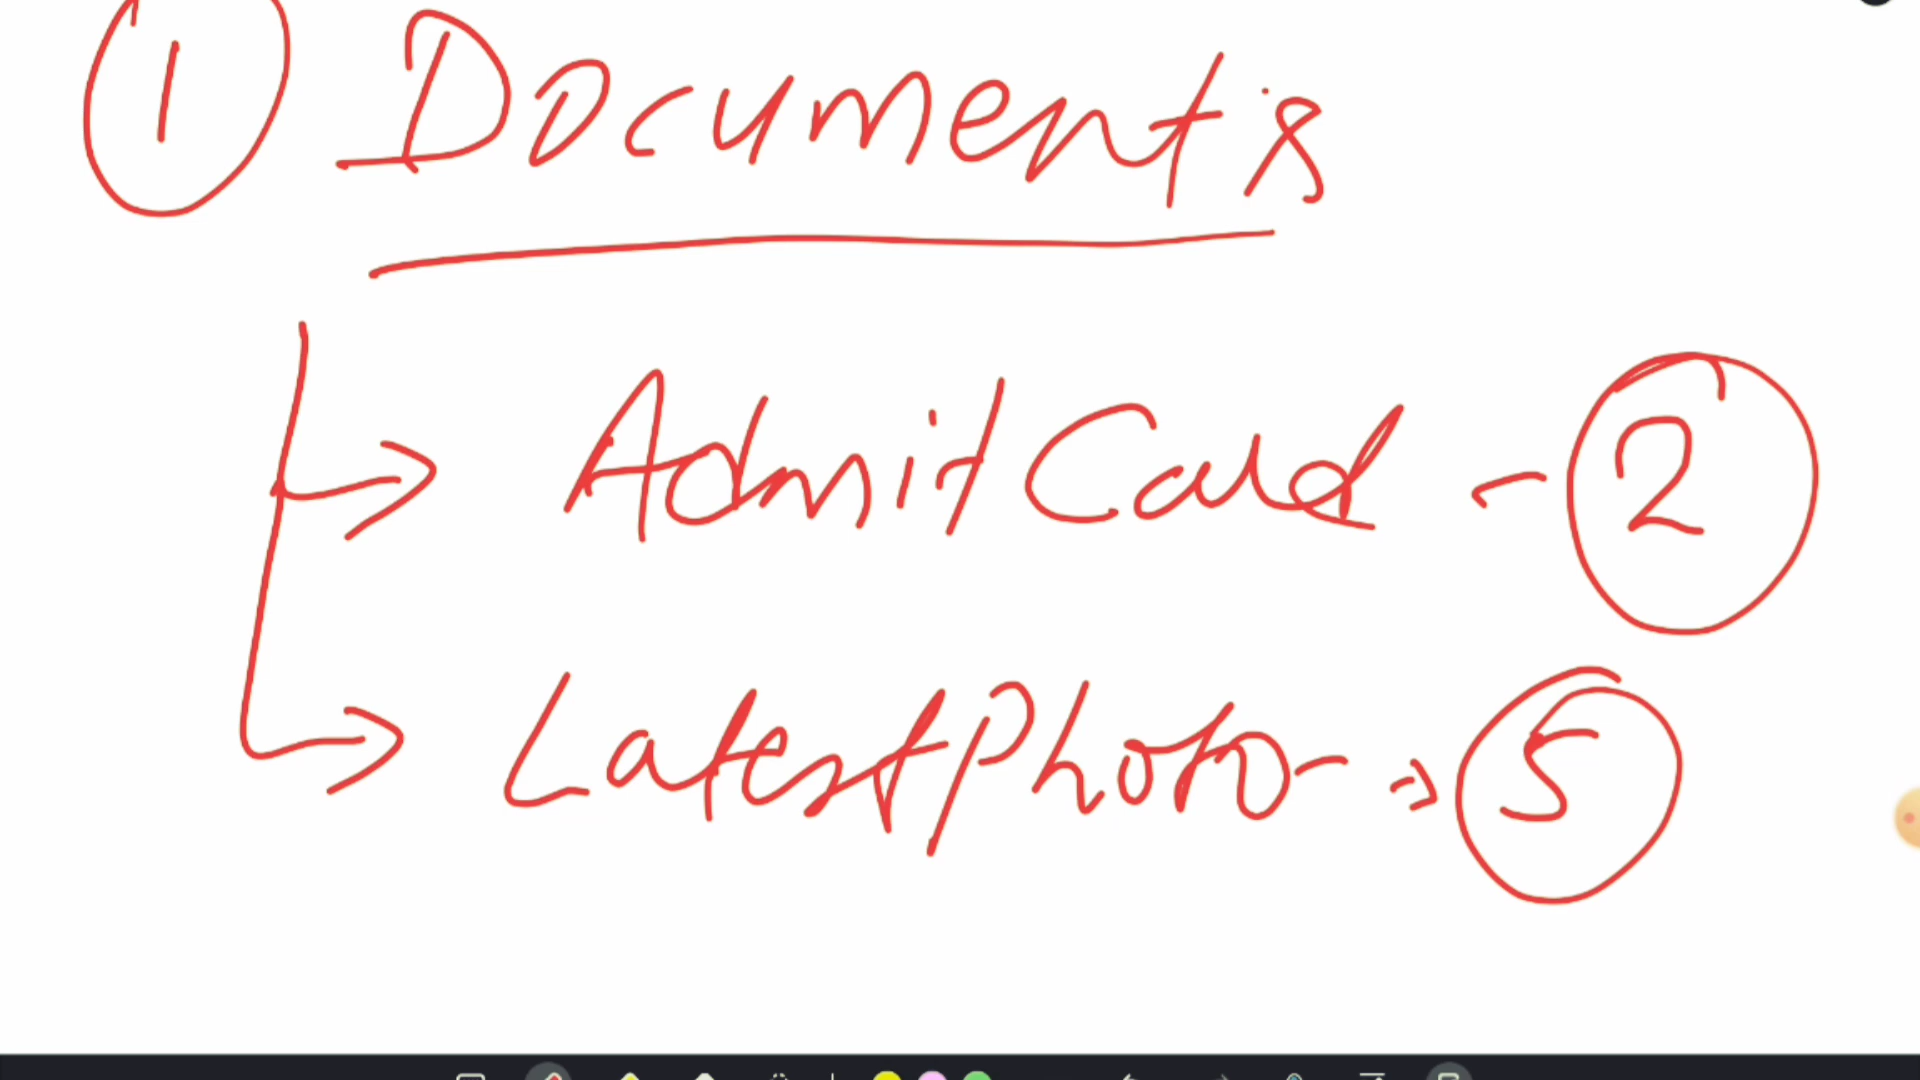 ① Documents
→ Admit Card - ②
→ Latest Photo - → ⑤